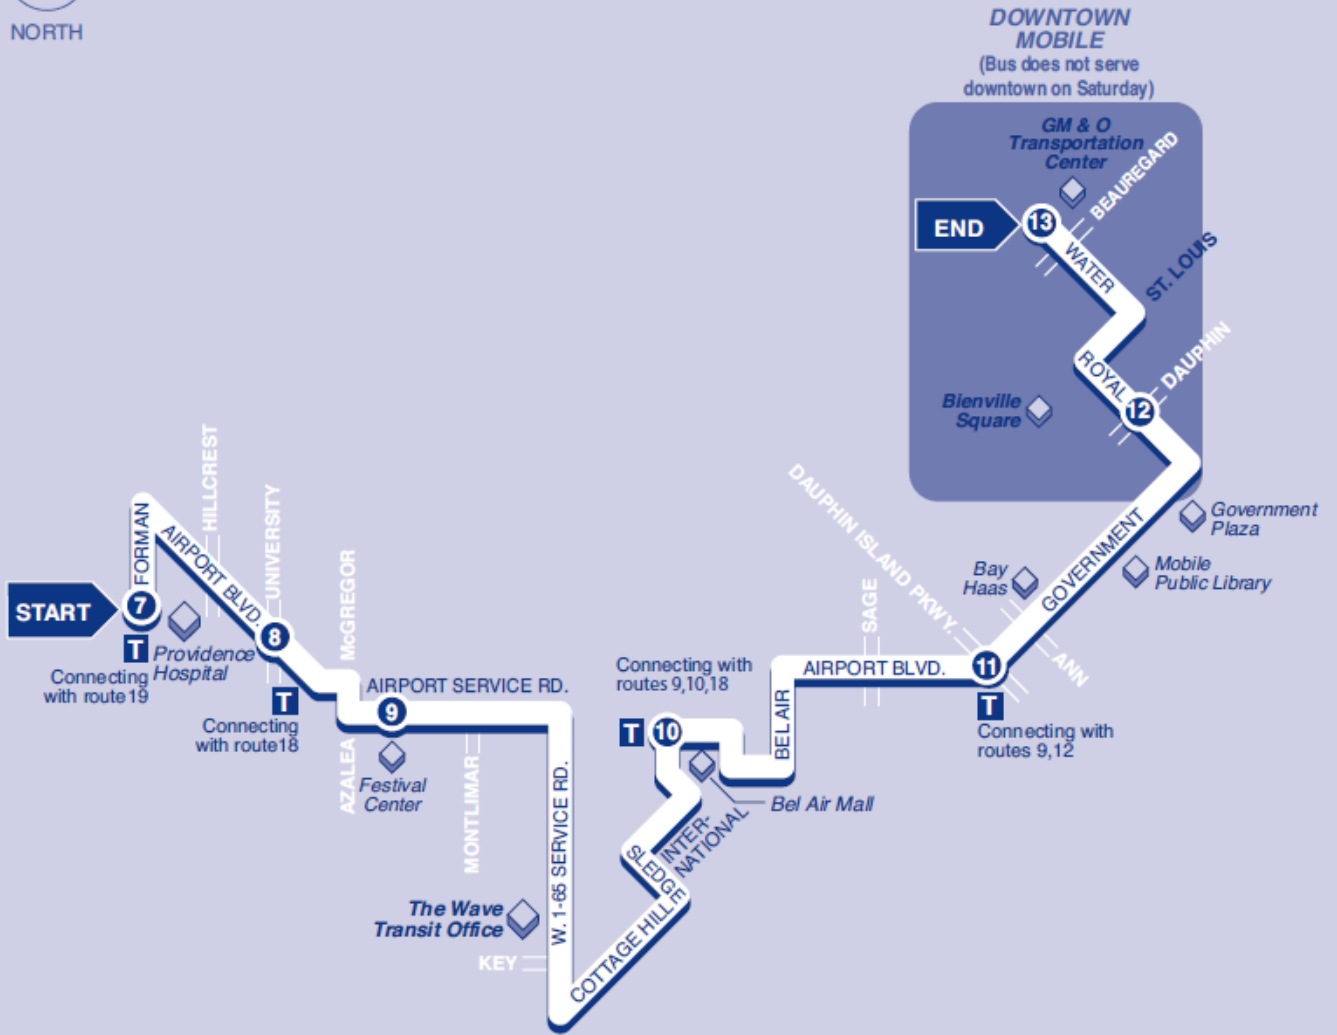 NORTH
DOWNTOWN
MOBILE
(Bus does not serve
downtown on Saturday)
GM & O
Transportation
Center
BEAUREGARD
END
13
WATER
ST. LOUIS
ROYAL
DAUPHIN
12
Bienville
Square
Government
Plaza
Mobile
Public Library
GOVERNMENT
Bay
Haas
DAUPHIN ISLAND PKWY.
SAGE
ANN
11
T
Connecting with
routes 9,12
AIRPORT BLVD.
BEL AIR
Connecting with
routes 9,10,18
T
10
Bel Air Mall
INTER-
NATIONAL
SLEDGE
COTTAGE HILL
START
7
FORMAN
T
Connecting
with route19
Providence
Hospital
AIRPORT BLVD.
HILLCREST
UNIVERSITY
8
T
Connecting
with route18
McGREGOR
AZALEA
AIRPORT SERVICE RD.
9
Festival
Center
MONTLIMAR
W. 1-65 SERVICE RD.
The Wave
Transit Office
KEY